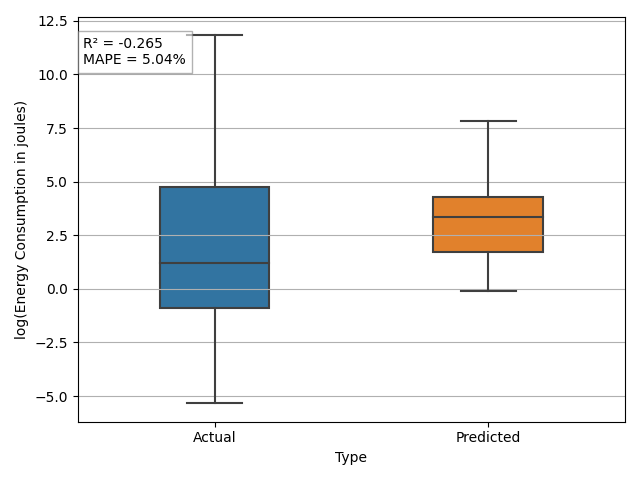 12.5
10.0
7.5
5.0
2.5
0.0
−2.5
−5.0
log(Energy Consumption in joules)
R² = -0.265
MAPE = 5.04%
Actual
Predicted
Type